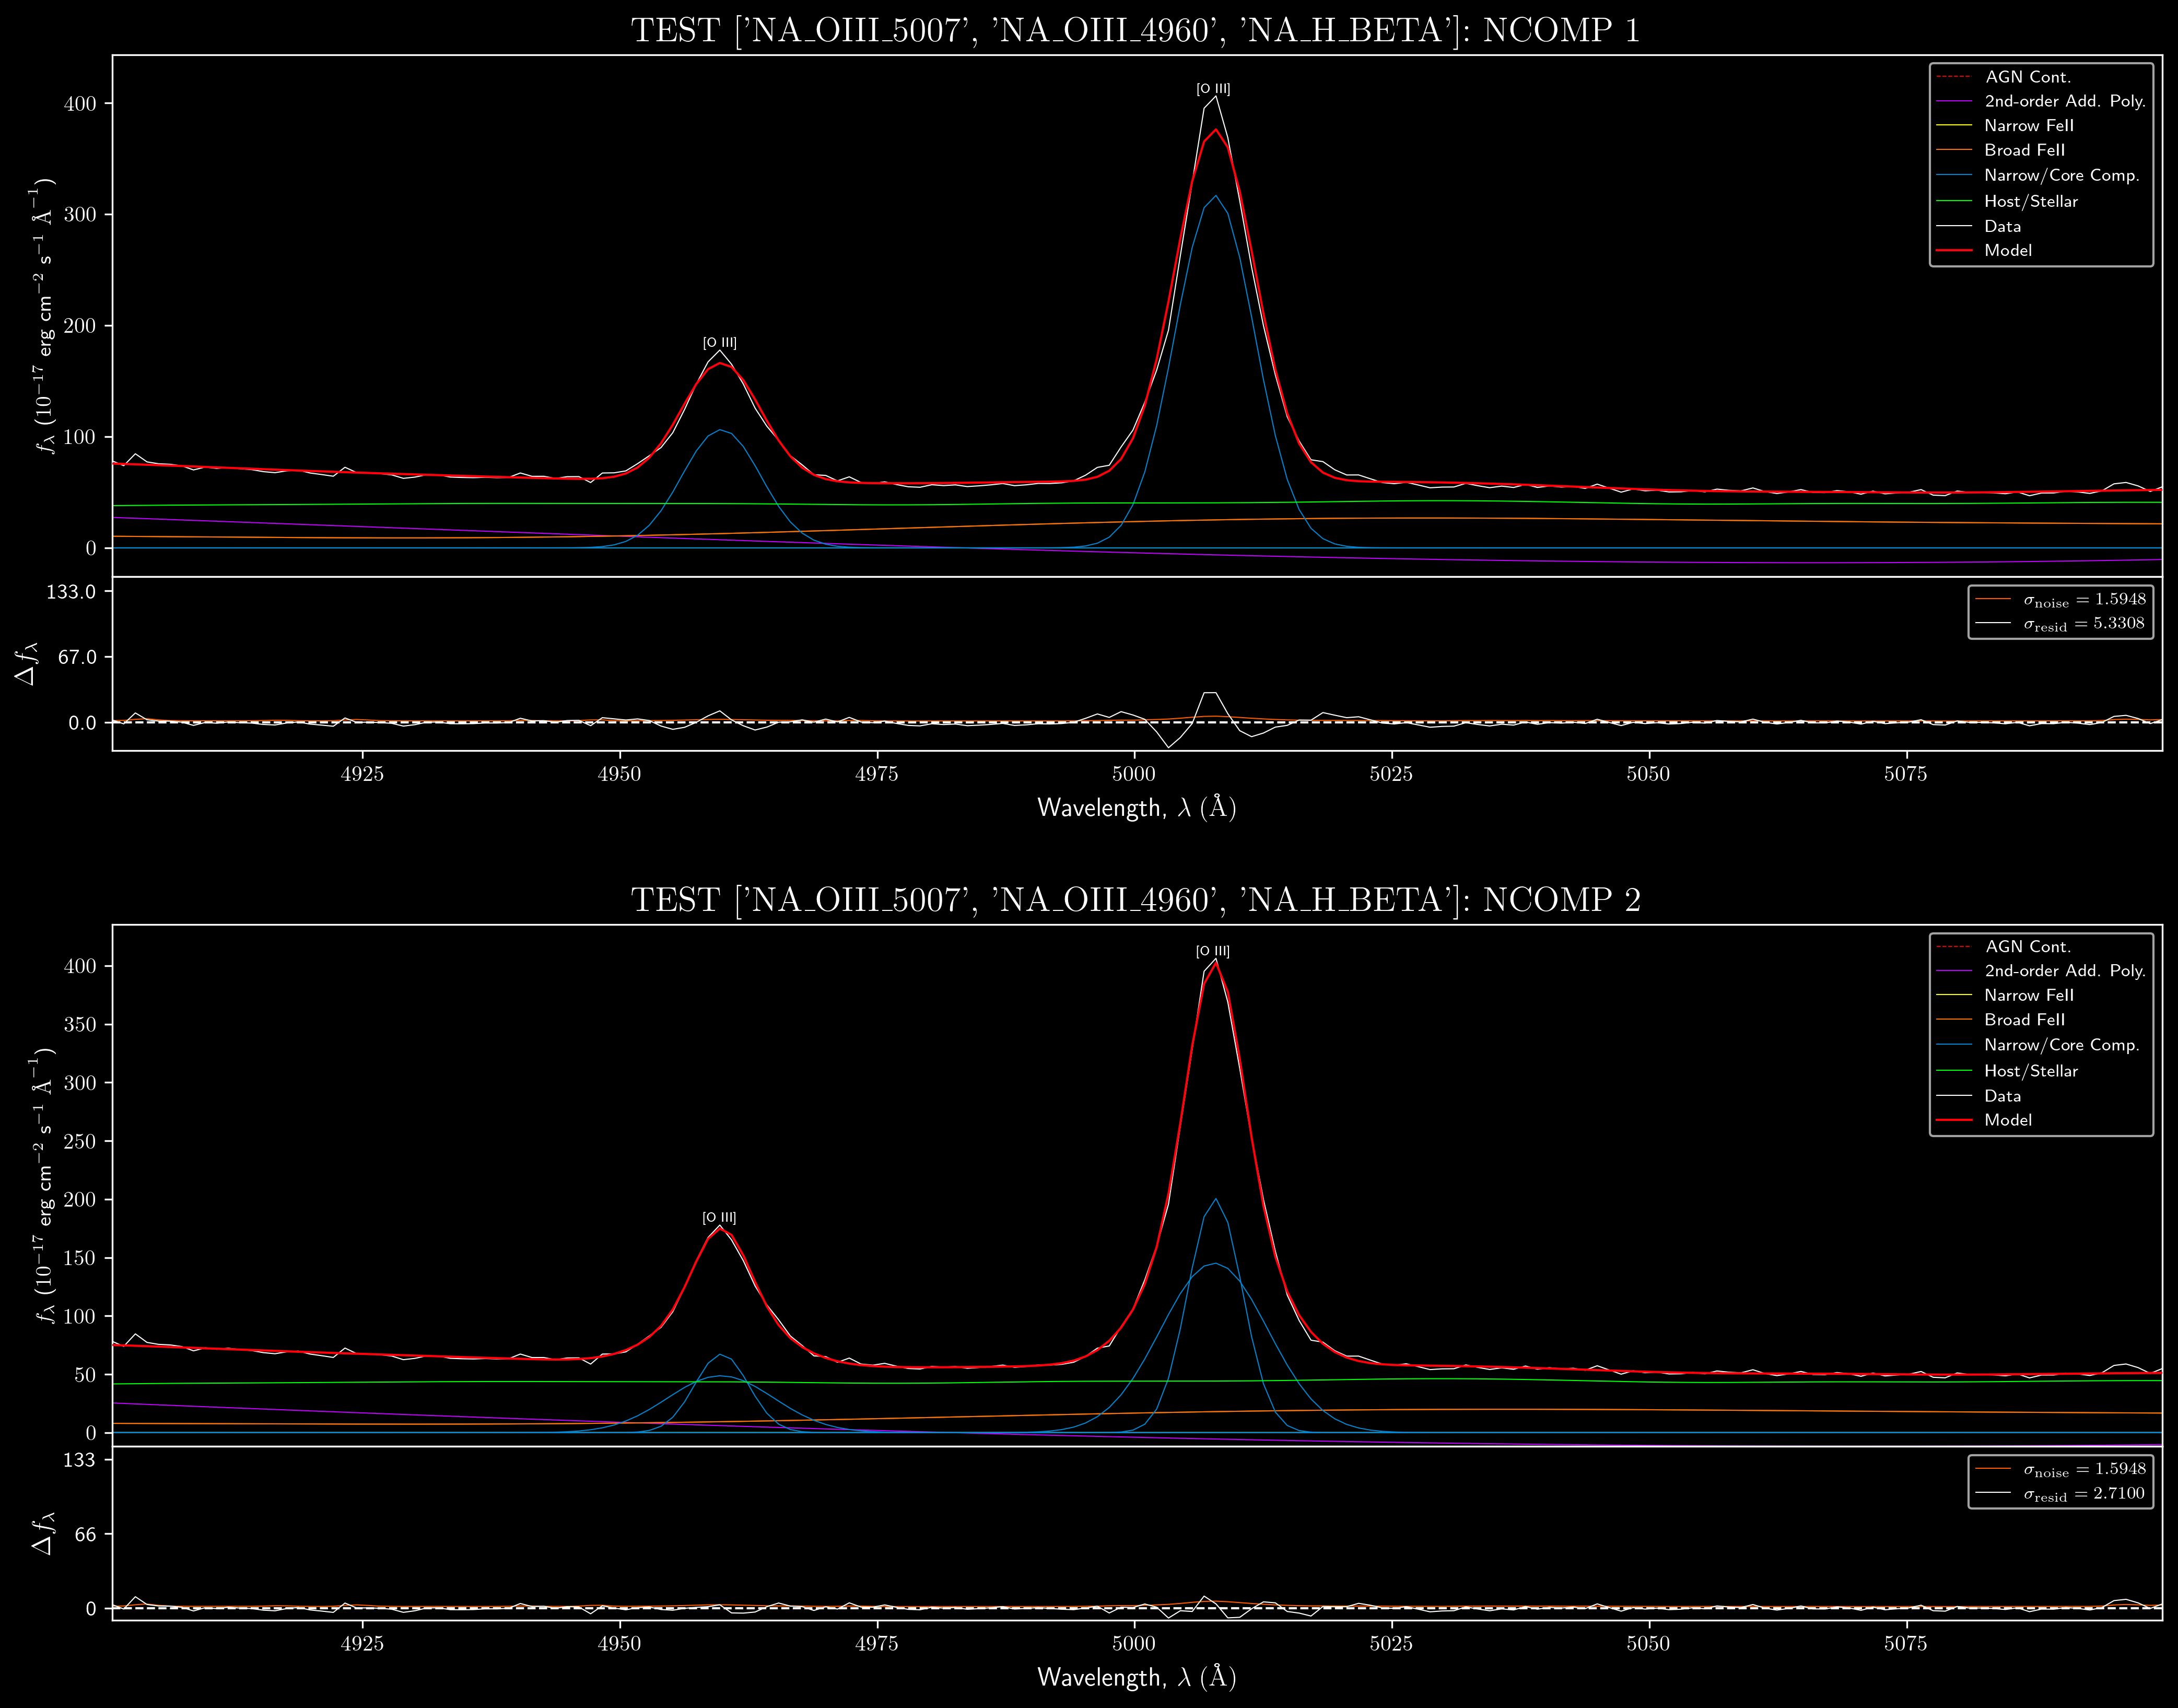 TEST ['NA_OIII_5007', 'NA_OIII_4960', 'NA_H_BETA']: NCOMP 1
[O III]
[O III]
AGN Cont.
2nd-order Add. Poly.
Narrow FeII
Broad FeII
Narrow/Core Comp.
Host/Stellar
Data
Model
400
300
200
100
0
f_λ (10⁻¹⁷ erg cm⁻² s⁻¹ Å⁻¹)
133.0
67.0
0.0
Δf_λ
σ_noise = 1.5948
σ_resid = 5.3308
4925 4950 4975 5000 5025 5050 5075
Wavelength, λ (Å)
TEST ['NA_OIII_5007', 'NA_OIII_4960', 'NA_H_BETA']: NCOMP 2
[O III]
[O III]
AGN Cont.
2nd-order Add. Poly.
Narrow FeII
Broad FeII
Narrow/Core Comp.
Host/Stellar
Data
Model
400
350
300
250
200
150
100
50
0
f_λ (10⁻¹⁷ erg cm⁻² s⁻¹ Å⁻¹)
133
66
0
Δf_λ
σ_noise = 1.5948
σ_resid = 2.7100
4925 4950 4975 5000 5025 5050 5075
Wavelength, λ (Å)